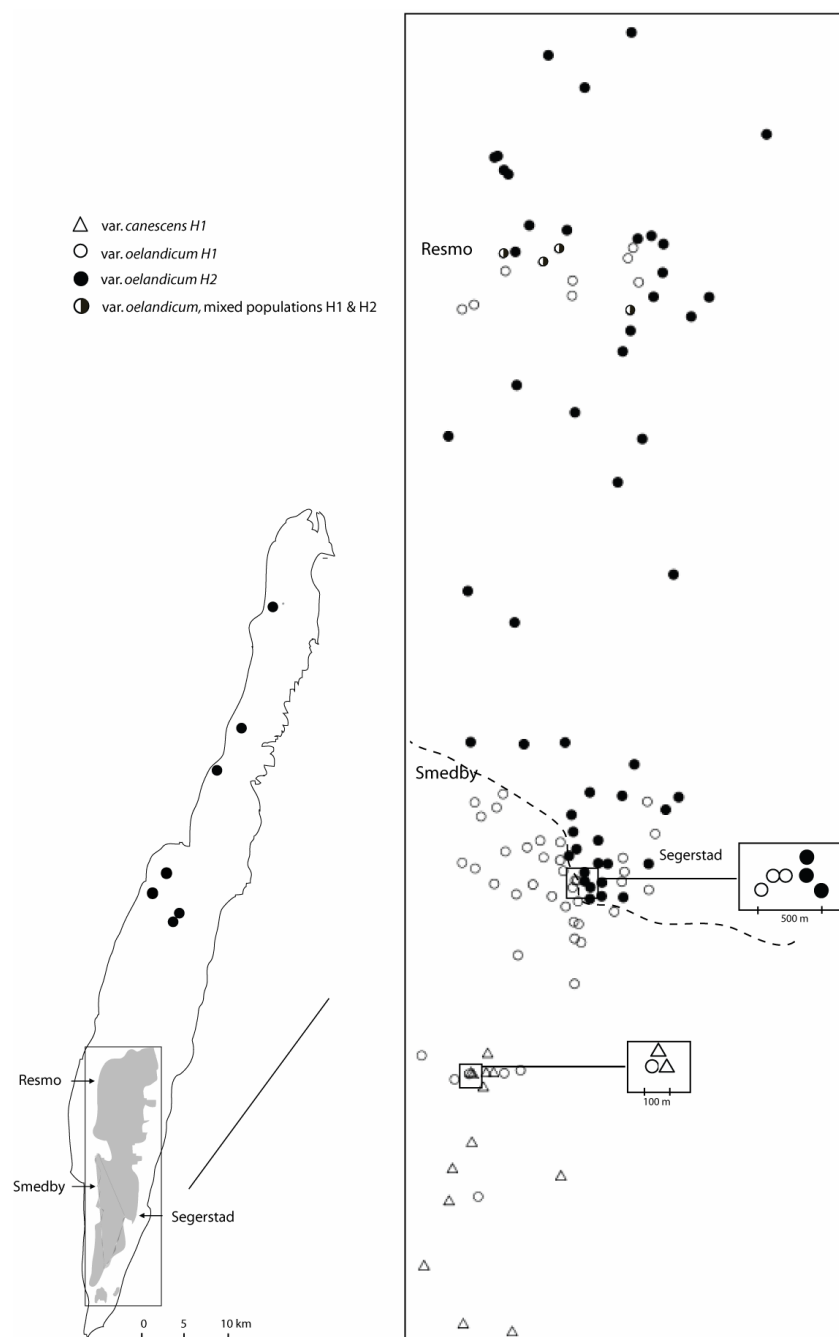 var. canescens H1
var. oelandicum H1
var. oelandicum H2
var. oelandicum, mixed populations H1 & H2
Resmo
Smedby
Segerstad
500 m
100 m
Resmo
Smedby
Segerstad
0 5 10 km